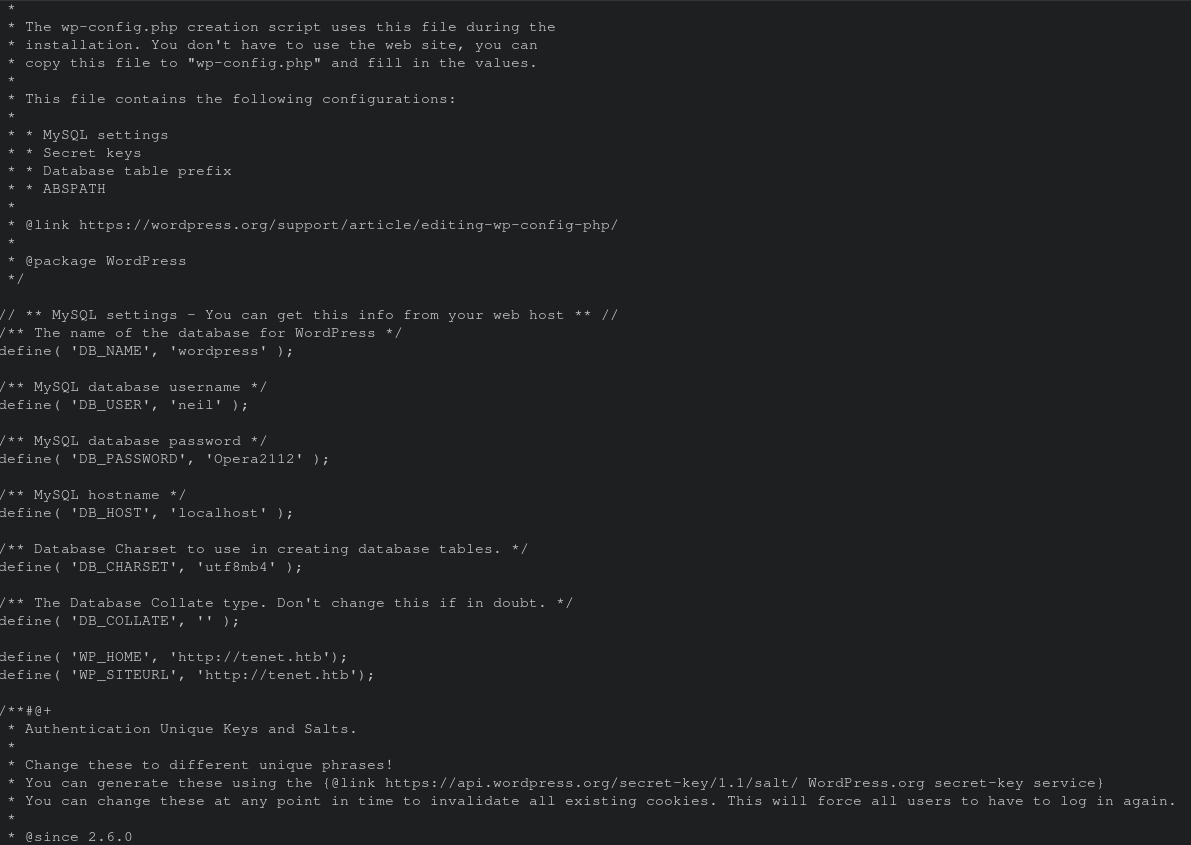 *
* The wp-config.php creation script uses this file during the
* installation. You don't have to use the web site, you can
* copy this file to "wp-config.php" and fill in the values.
*
* This file contains the following configurations:
*
* * MySQL settings
* * Secret keys
* * Database table prefix
* * ABSPATH
*
* @link https://wordpress.org/support/article/editing-wp-config-php/
*
* @package WordPress
*/
// ** MySQL settings - You can get this info from your web host ** //
/** The name of the database for WordPress */
define( 'DB_NAME', 'wordpress' );
/** MySQL database username */
define( 'DB_USER', 'neil' );
/** MySQL database password */
define( 'DB_PASSWORD', 'Opera2112' );
/** MySQL hostname */
define( 'DB_HOST', 'localhost' );
/** Database Charset to use in creating database tables. */
define( 'DB_CHARSET', 'utf8mb4' );
/** The Database Collate type. Don't change this if in doubt. */
define( 'DB_COLLATE', '' );
define( 'WP_HOME', 'http://tenet.htb');
define( 'WP_SITEURL', 'http://tenet.htb');
/**#@+
* Authentication Unique Keys and Salts.
*
* Change these to different unique phrases!
* You can generate these using the {@link https://api.wordpress.org/secret-key/1.1/salt/ WordPress.org secret-key service}
* You can change these at any point in time to invalidate all existing cookies. This will force all users to have to log in again.
*
* @since 2.6.0